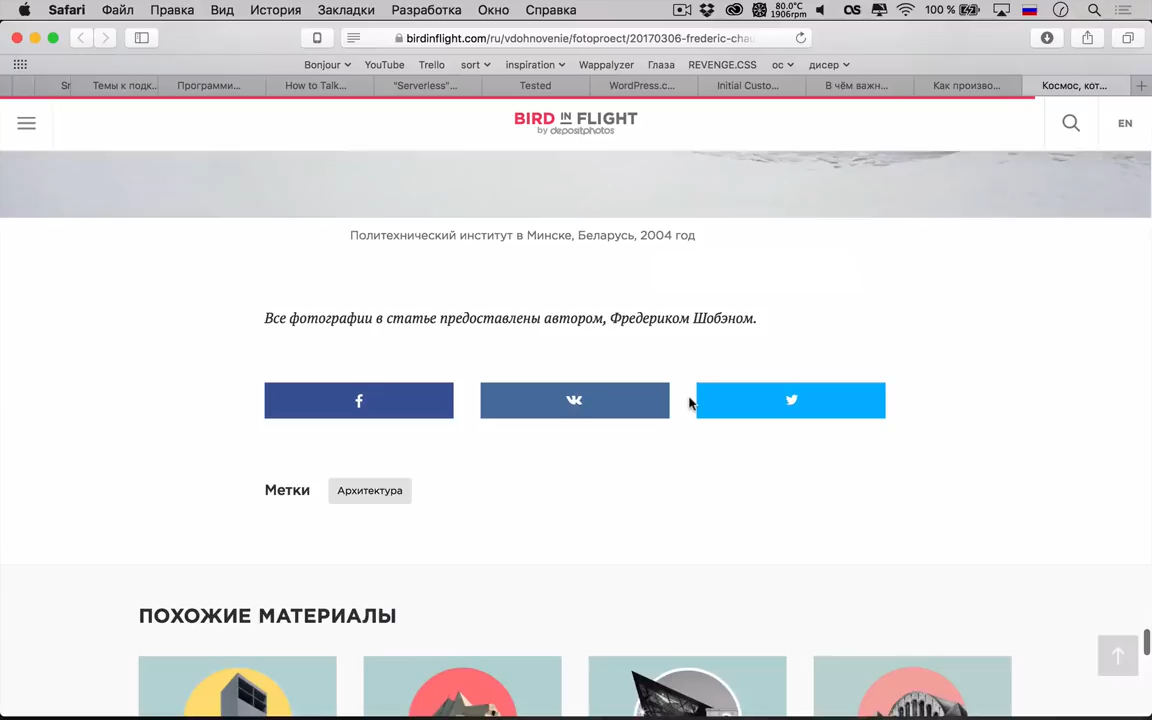 Safari Файл Правка Вид История Закладки Разработка Окно Справка 80.0°C 1906rpm 100 %
birdinflight.com/ru/vdohnovenie/fotoproect/20170306-frederic-chau
Bonjour YouTube Trello sort inspiration Wappalyzer Глаза REVENGE.CSS ос дисер
Sr Темы к подк... Программи... How to Talk... "Serverless"... Tested WordPress.c... Initial Custo... В чём важн... Как произво... Космос, кот...
BIRD IN FLIGHT
by depositphotos
EN
Политехнический институт в Минске, Беларусь, 2004 год
Все фотографии в статье предоставлены автором, Фредериком Шобэном.
Метки Архитектура
ПОХОЖИЕ МАТЕРИАЛЫ